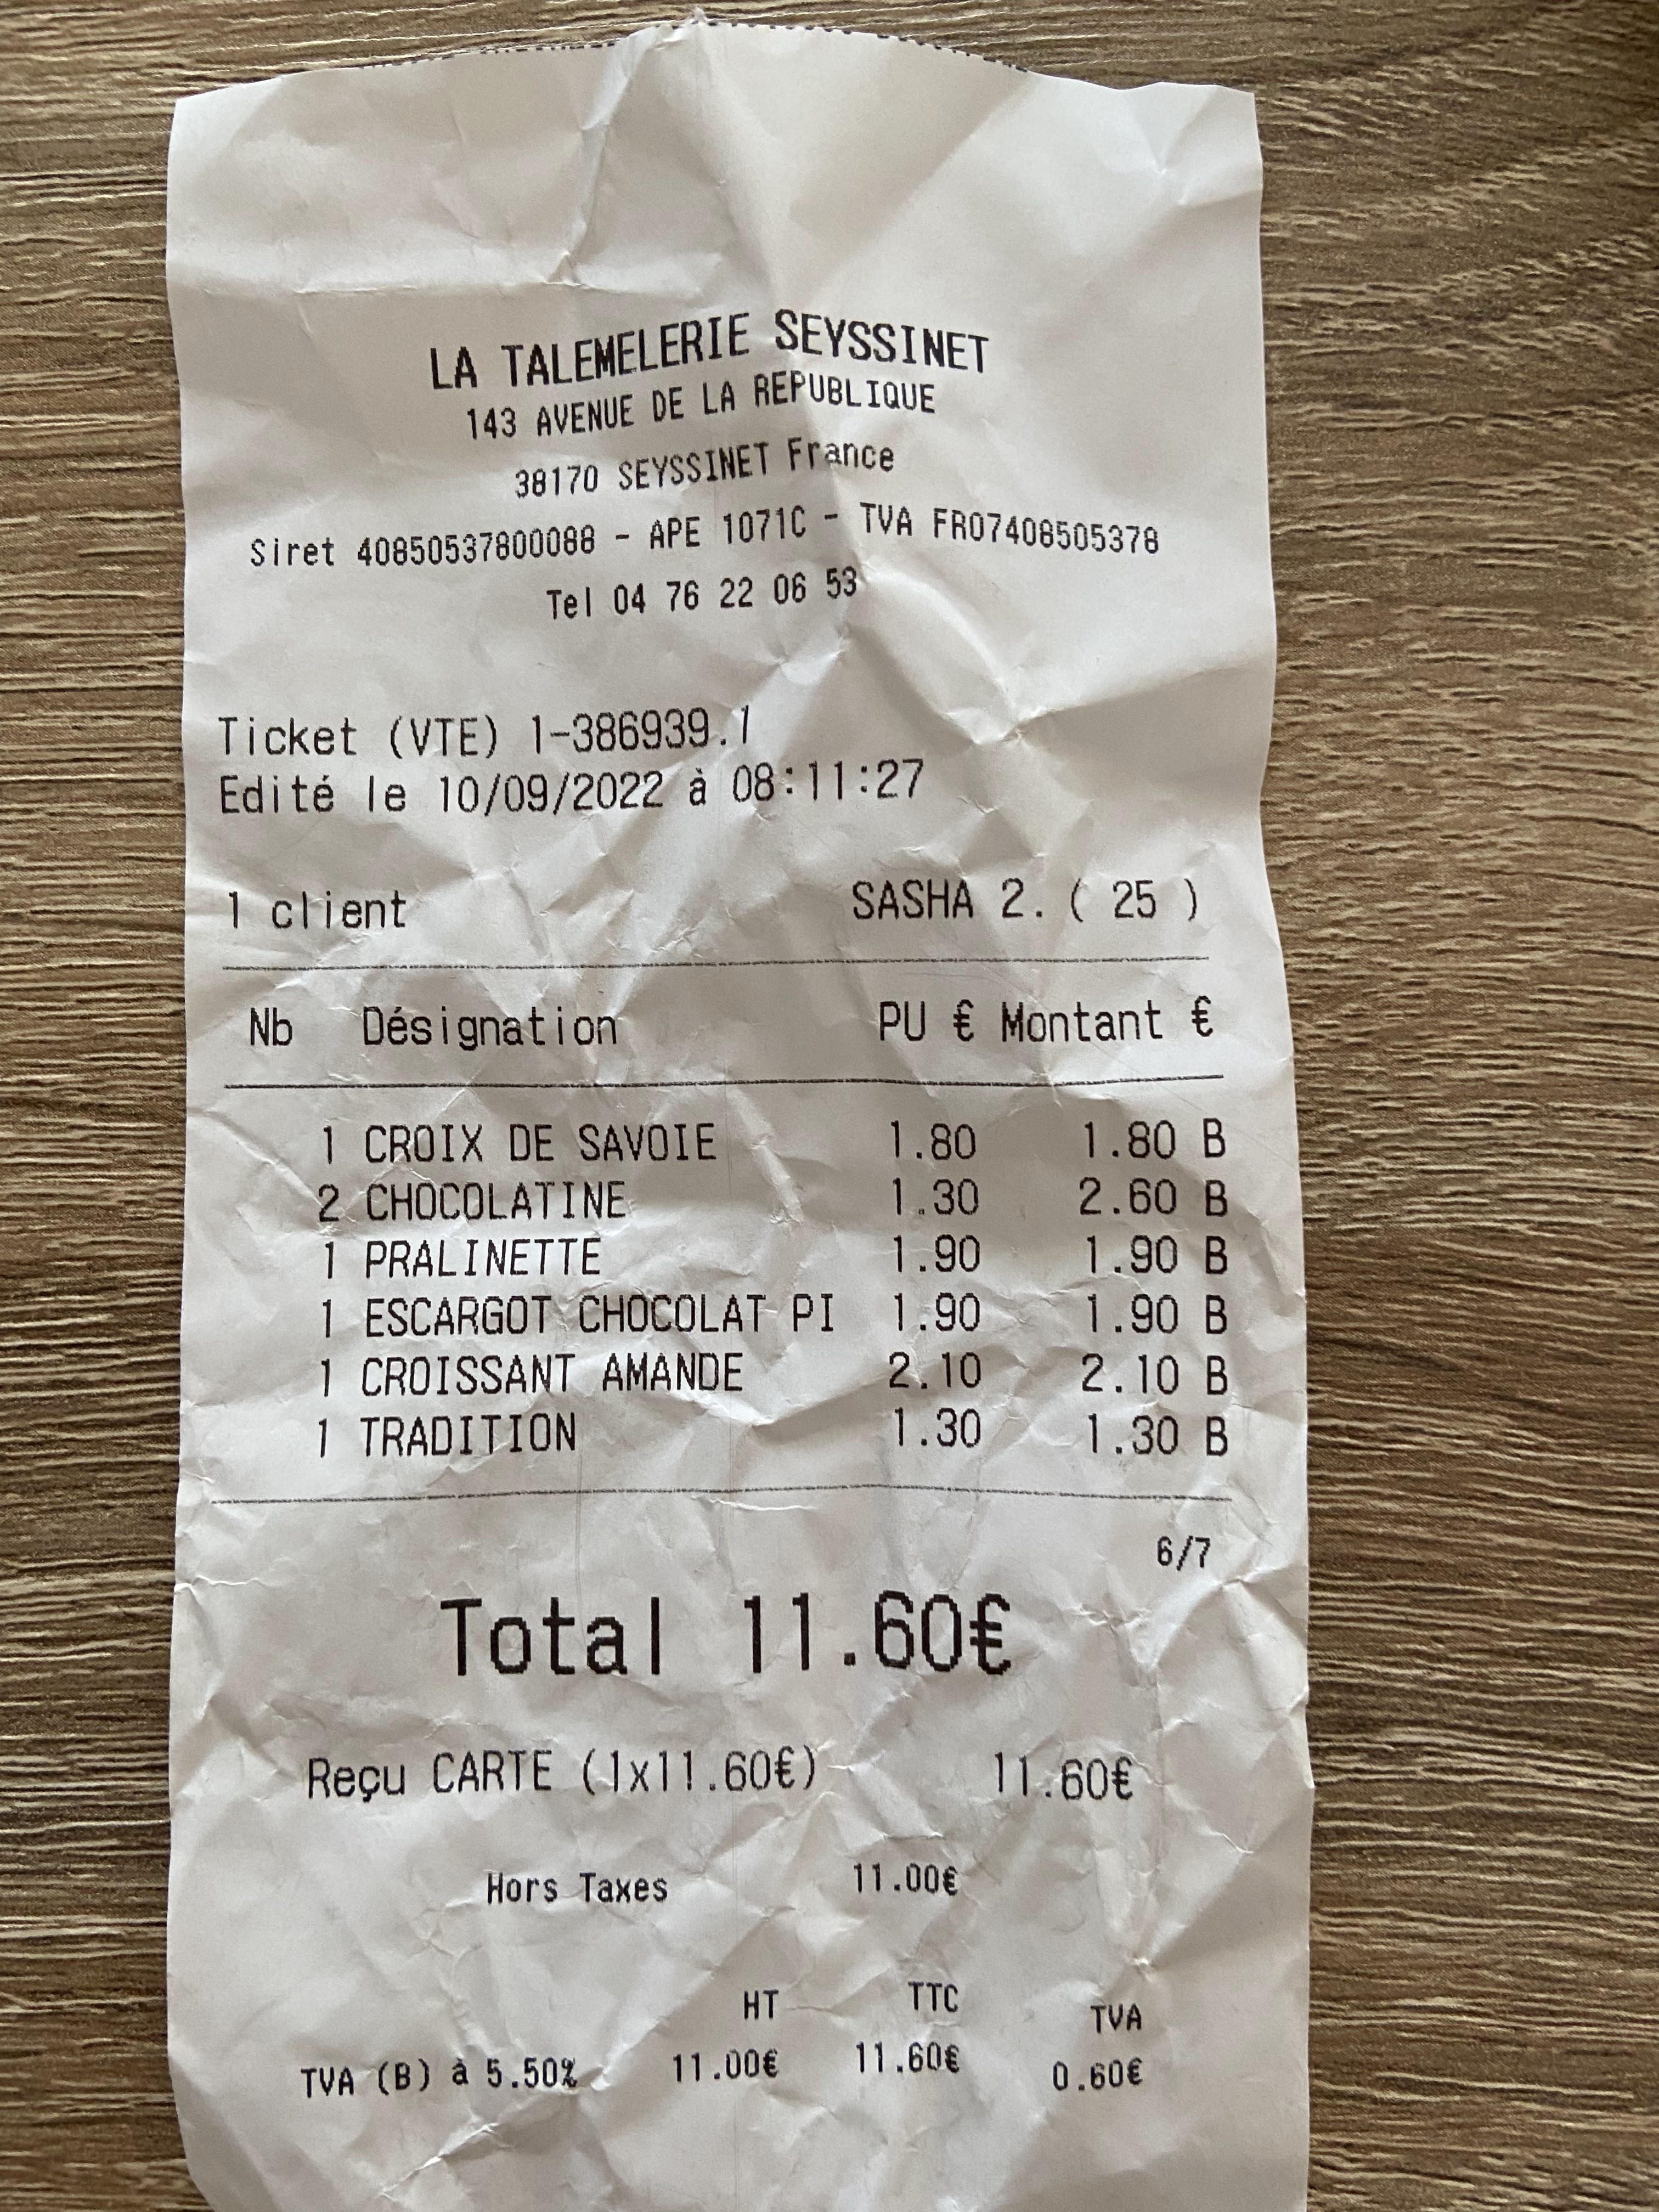 LA TALEMELERIE SEYSSINET
143 AVENUE DE LA REPUBLIQUE
38170 SEYSSINET France
Siret 40850537800088 - APE 1071C - TVA FR07408505378
Tel 04 76 22 06 53
Ticket (VTE) 1-386939.1
Edité le 10/09/2022 à 08:11:27
1 client SASHA 2. ( 25 )
Nb Désignation PU € Montant €
1 CROIX DE SAVOIE 1.80 1.80 B
2 CHOCOLATINE 1.30 2.60 B
1 PRALINETTE 1.90 1.90 B
1 ESCARGOT CHOCOLAT PI 1.90 1.90 B
1 CROISSANT AMANDE 2.10 2.10 B
1 TRADITION 1.30 1.30 B
6/7
Total 11.60€
Reçu CARTE (1x11.60€) 11.60€
Hors Taxes 11.00€
HT TTC TVA
TVA (B) à 5.50% 11.00€ 11.60€ 0.60€